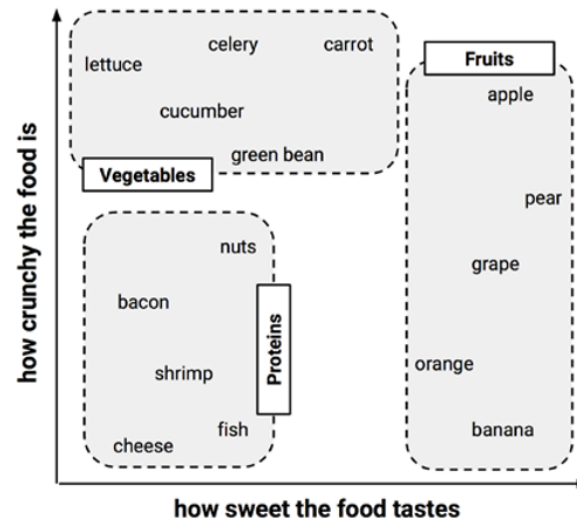 celery
carrot
lettuce
Fruits
apple
cucumber
green bean
Vegetables
pear
nuts
grape
bacon
Proteins
shrimp
orange
fish
banana
cheese
how crunchy the food is
how sweet the food tastes